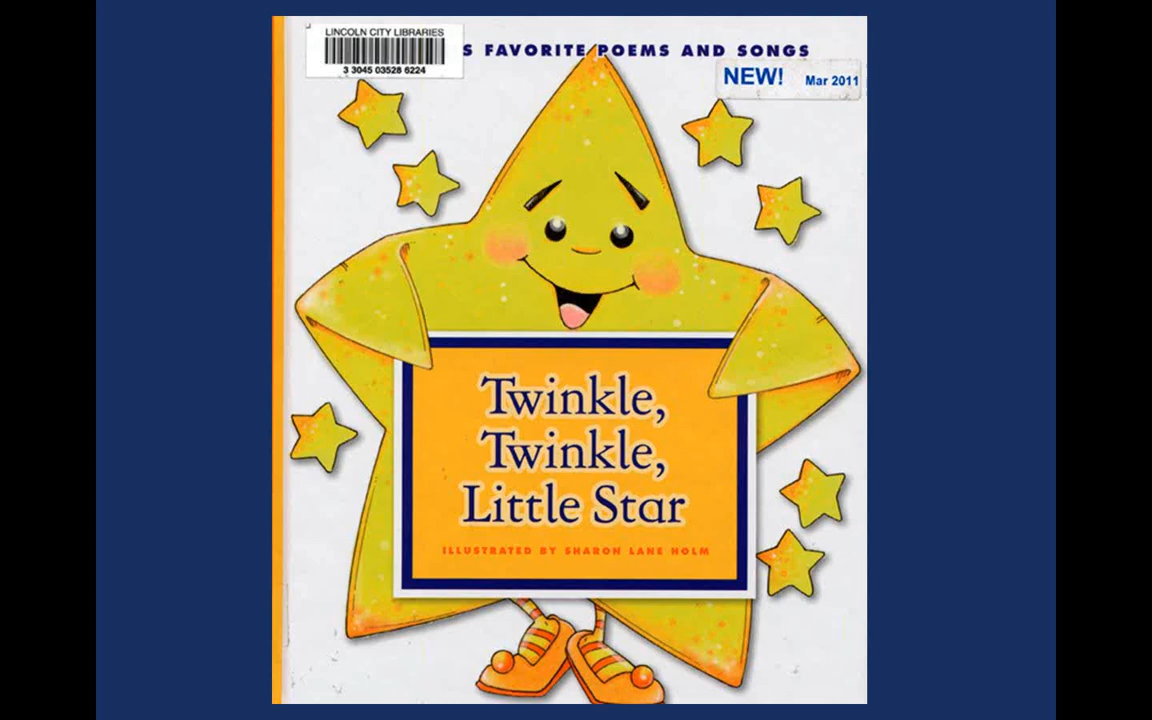 LINCOLN CITY LIBRARIES
3 3045 03528 6224
S FAVORITE POEMS AND SONGS
NEW! Mar 2011
Twinkle,
Twinkle,
Little Star
ILLUSTRATED BY SHARON LANE HOLM